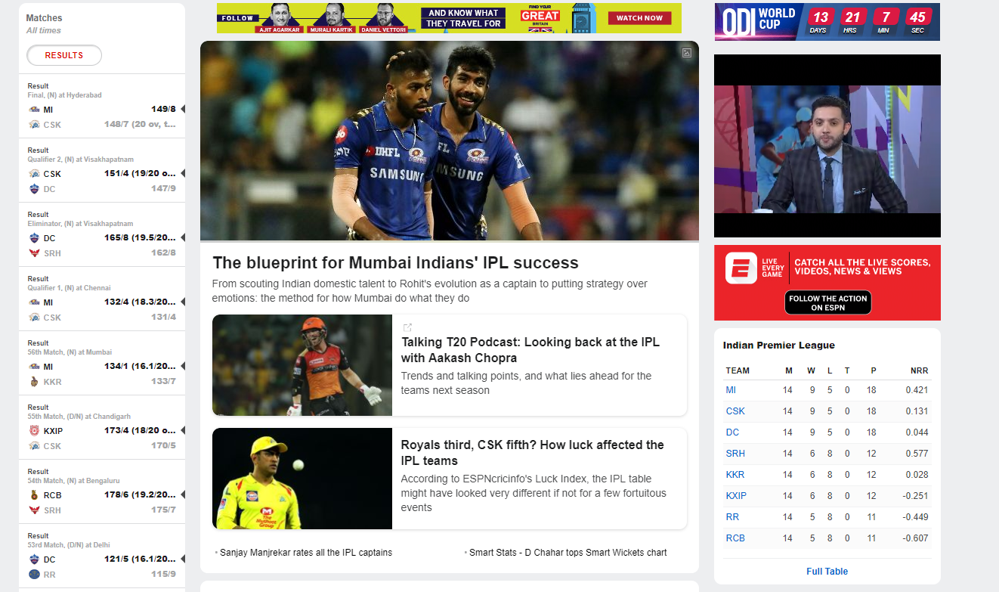 Matches
All times
RESULTS
Result
Final, (N) at Hyderabad
MI 149/8
CSK 148/7 (20 ov, t...
Result
Qualifier 2, (N) at Visakhapatnam
CSK 151/4 (19/20 o...
DC 147/9
Result
Eliminator, (N) at Visakhapatnam
DC 165/8 (19.5/20...
SRH 162/8
Result
Qualifier 1, (N) at Chennai
MI 132/4 (18.3/20...
CSK 131/4
Result
56th Match, (N) at Mumbai
MI 134/1 (16.1/20...
KKR 133/7
Result
55th Match, (D/N) at Chandigarh
KXIP 173/4 (18/20 o...
CSK 170/5
Result
54th Match, (N) at Bengaluru
RCB 178/6 (19.2/20...
SRH 175/7
Result
53rd Match, (D/N) at Delhi
DC 121/5 (16.1/20...
RR 115/9
FOLLOW
AJIT AGARKAR MURALI KARTIK DANIEL VETTORI
AND KNOW WHAT
THEY TRAVEL FOR
FIND YOUR
GREAT
BRITAIN
WATCH NOW
DHFL
SAMSUNG
FL
MSUNG
The blueprint for Mumbai Indians' IPL success
From scouting Indian domestic talent to Rohit's evolution as a captain to putting strategy over
emotions: the method for how Mumbai do what they do
Talking T20 Podcast: Looking back at the IPL
with Aakash Chopra
Trends and talking points, and what lies ahead for the
teams next season
The
Muthoot
Group
Royals third, CSK fifth? How luck affected the
IPL teams
According to ESPNcricinfo's Luck Index, the IPL table
might have looked very different if not for a few fortuitous
events
Sanjay Manjrekar rates all the IPL captains
Smart Stats - D Chahar tops Smart Wickets chart
ODI WORLD
CUP
13 21 7 45
DAYS HRS MIN SEC
E
LIVE
EVERY
GAME
CATCH ALL THE LIVE SCORES,
VIDEOS, NEWS & VIEWS
FOLLOW THE ACTION
ON ESPN
Indian Premier League
TEAM M W L T P NRR
MI 14 9 5 0 18 0.421
CSK 14 9 5 0 18 0.131
DC 14 9 5 0 18 0.044
SRH 14 6 8 0 12 0.577
KKR 14 6 8 0 12 0.028
KXIP 14 6 8 0 12 -0.251
RR 14 5 8 0 11 -0.449
RCB 14 5 8 0 11 -0.607
Full Table